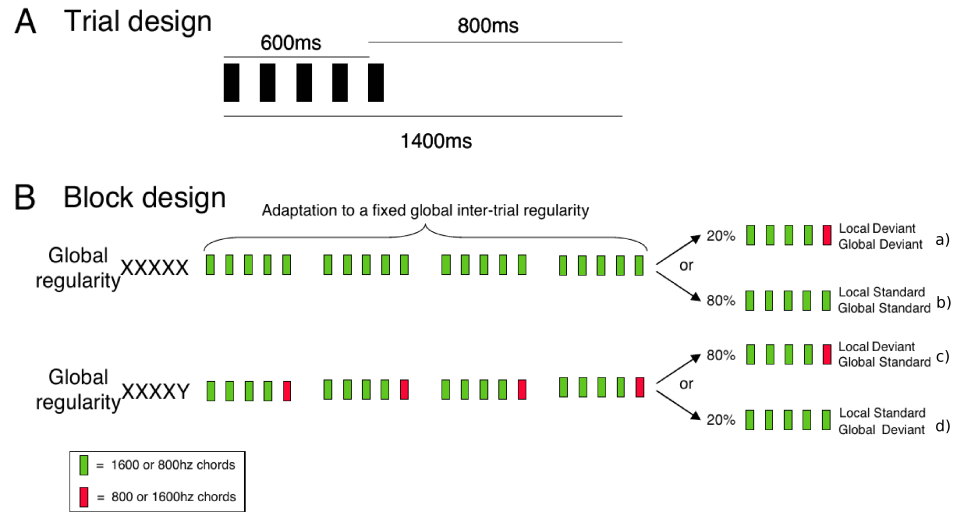 A Trial design
800ms
600ms
1400ms
B Block design
Adaptation to a fixed global inter-trial regularity
Global
regularity XXXXX
20%
Local Deviant
Global Deviant a)
or
80%
Local Standard
Global Standard b)
Global
regularity XXXXY
80%
Local Deviant
Global Standard c)
or
20%
Local Standard
Global Deviant d)
= 1600 or 800hz chords
= 800 or 1600hz chords